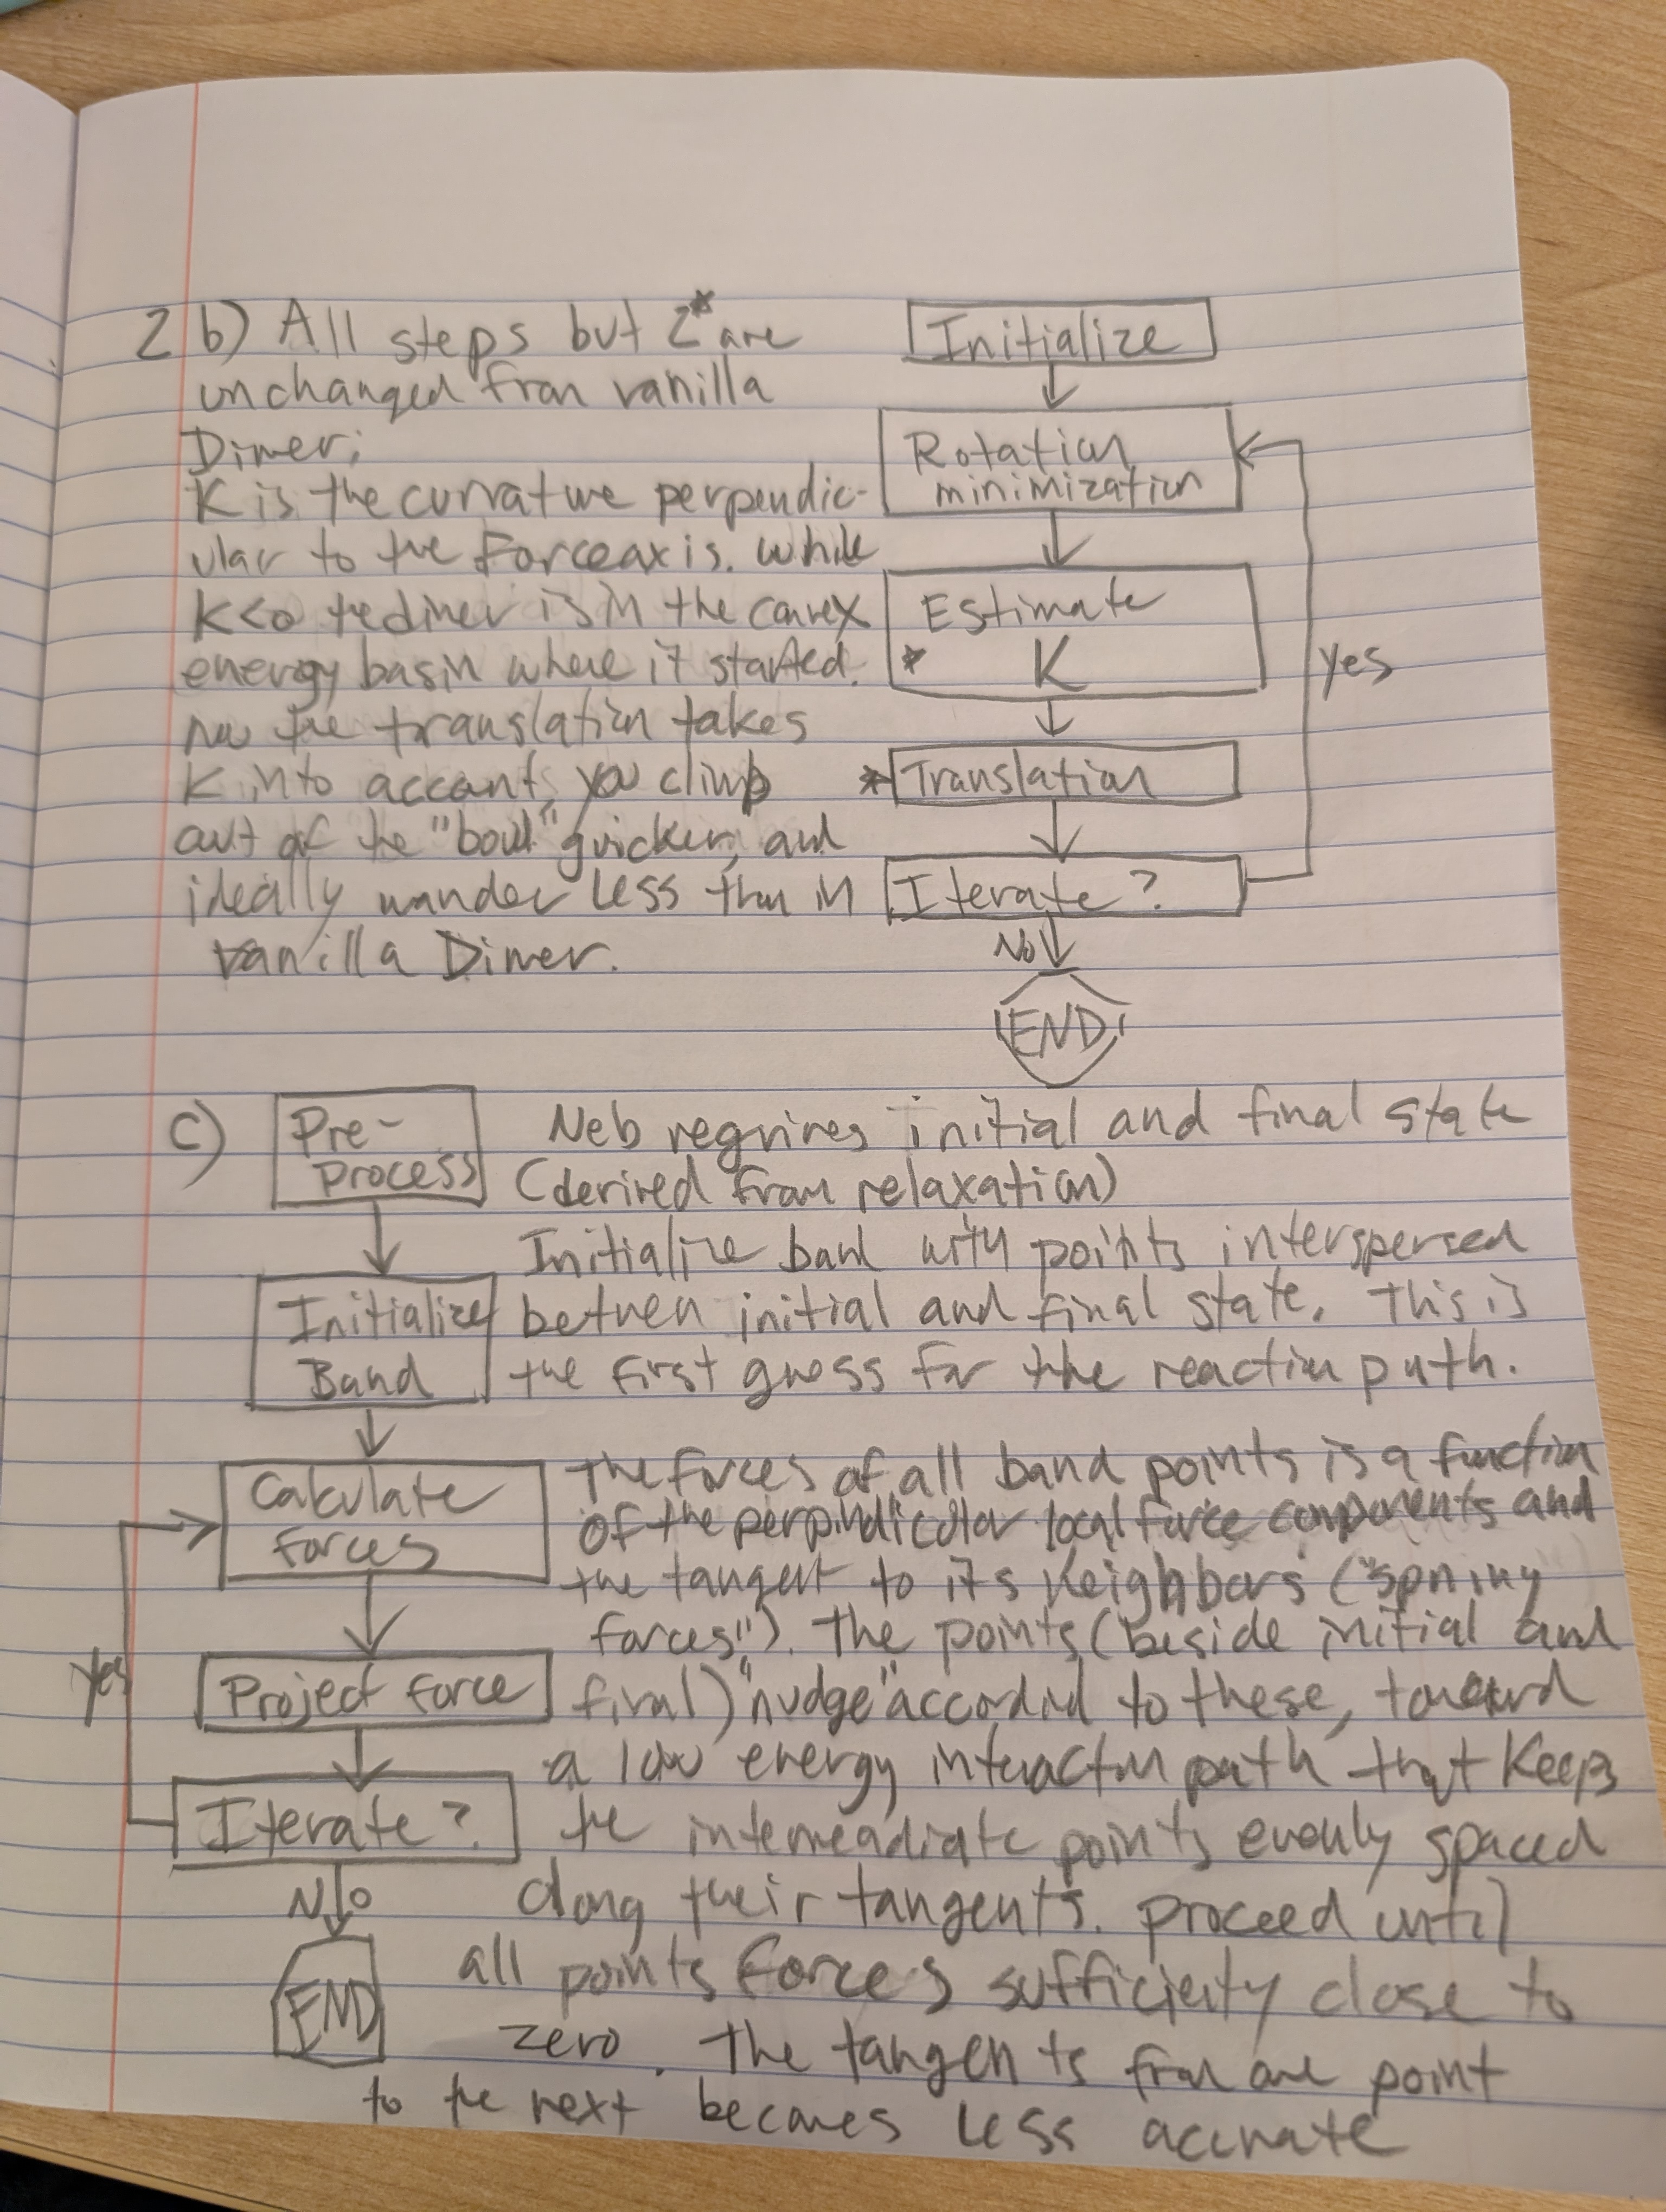 2 b) All steps but 2* are
unchanged from vanilla
Dimer;
K is the curvature perpendic-
ular to the Force axis. while
K<0 the dimer is in the convex
energy basin where it started.
now the translation takes
K into account, you climb
out of the "bowl" quicker, and
ideally wander less than in
vanilla Dimer.
Initialize
Rotation
minimization
Estimate
* K
*Translation
Iterate?
yes
No
END
c) Pre-
process
Neb requires initial and final state
(derived from relaxation)
Initialize
Band
Initialize band with points interspersed
between initial and final state. This is
the first guess for the reaction path.
Calculate
Forces
Project force
Iterate?
Yes
No
END
The forces of all band points is a function
of the perpindicular local force components and
the tangent to its neighbors ("spring
forces"). The points (beside initial and
final) "nudge" accordid to these, toward
a low energy interaction path that keeps
the intermeadiate points evenly spaced
along their tangents. proceed until
all points forces sufficiently close to
zero. The tangents from one point
to the next becomes less accurate